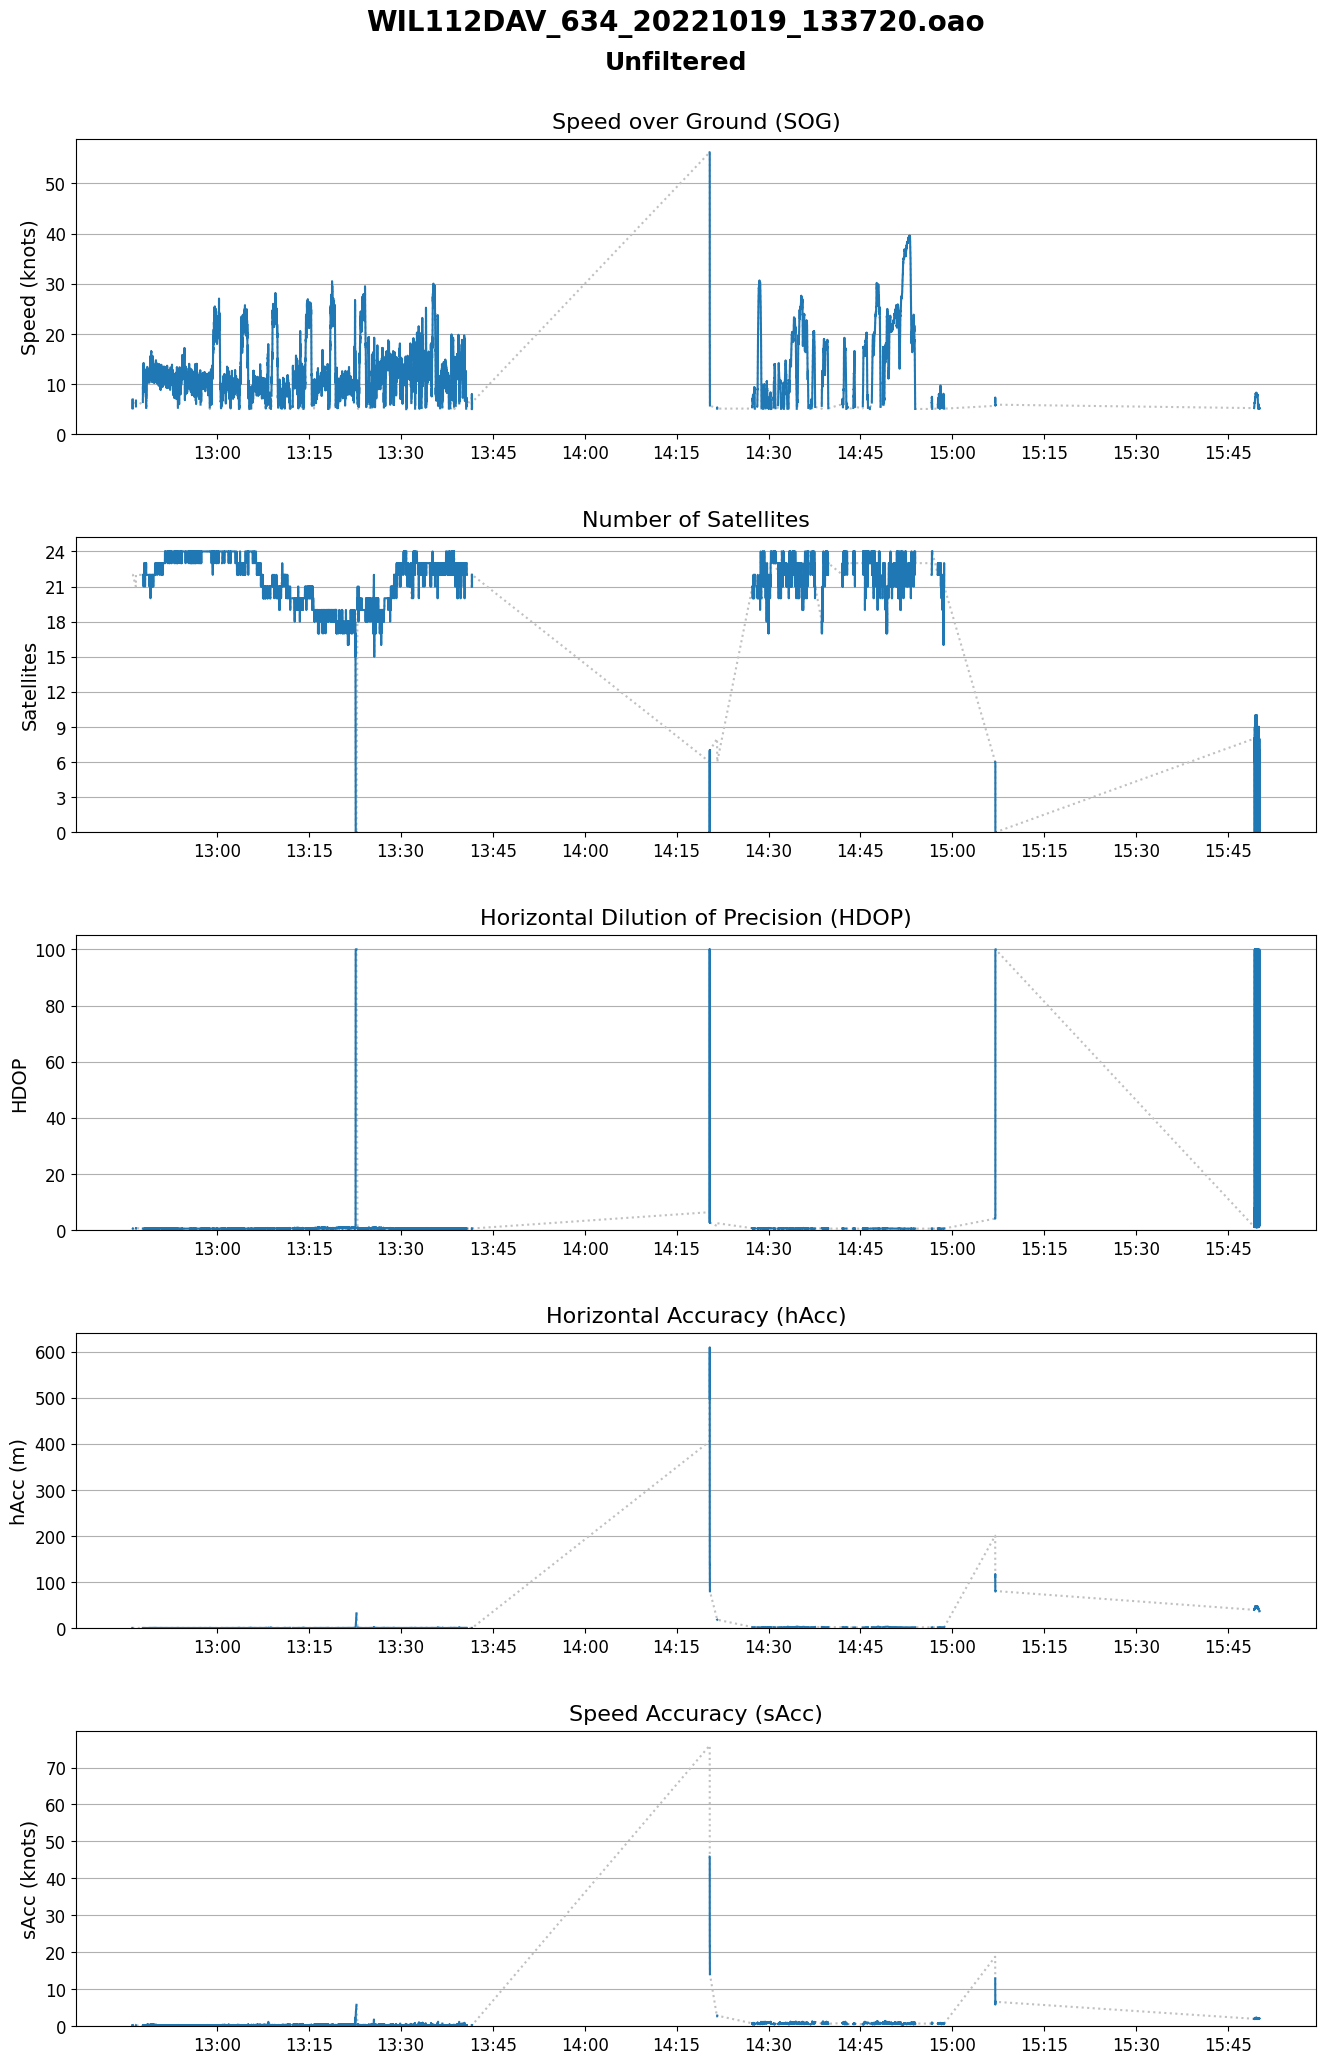 WIL112DAV_634_20221019_133720.oao
Unfiltered
Speed over Ground (SOG)
Speed (knots)
50
40
30
20
10
0
13:00 13:15 13:30 13:45 14:00 14:15 14:30 14:45 15:00 15:15 15:30 15:45
Number of Satellites
Satellites
24
21
18
15
12
9
6
3
0
13:00 13:15 13:30 13:45 14:00 14:15 14:30 14:45 15:00 15:15 15:30 15:45
Horizontal Dilution of Precision (HDOP)
HDOP
100
80
60
40
20
0
13:00 13:15 13:30 13:45 14:00 14:15 14:30 14:45 15:00 15:15 15:30 15:45
Horizontal Accuracy (hAcc)
hAcc (m)
600
500
400
300
200
100
0
13:00 13:15 13:30 13:45 14:00 14:15 14:30 14:45 15:00 15:15 15:30 15:45
Speed Accuracy (sAcc)
sAcc (knots)
70
60
50
40
30
20
10
0
13:00 13:15 13:30 13:45 14:00 14:15 14:30 14:45 15:00 15:15 15:30 15:45